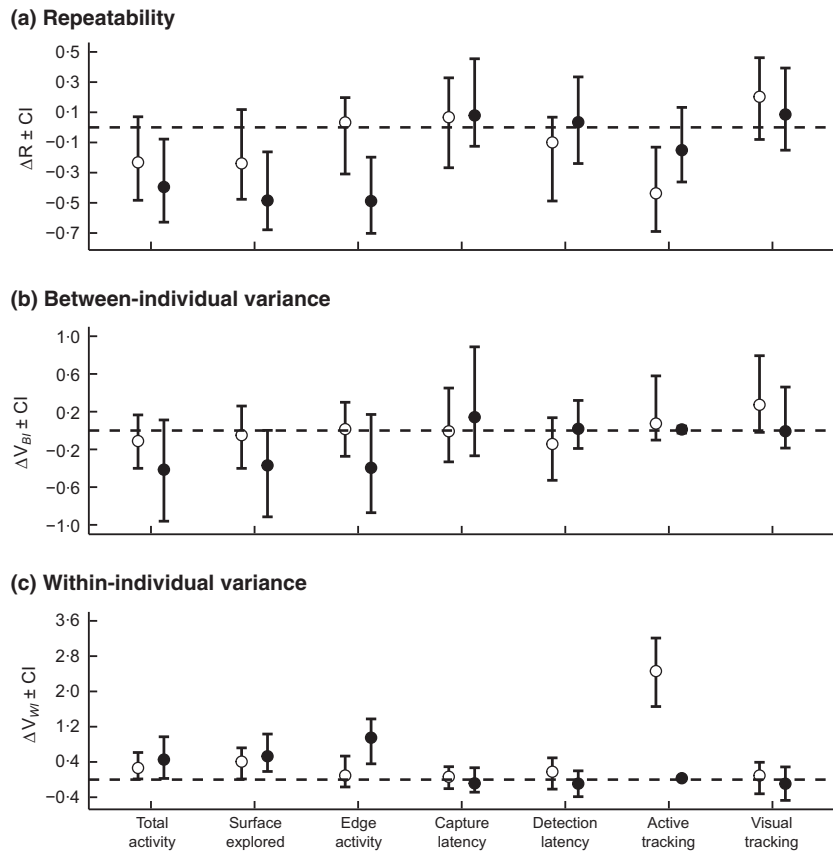 (a) Repeatability
0·5
0·3
0·1
−0·1
−0·3
−0·5
−0·7
ΔR ± CI
(b) Between-individual variance
1·0
0·6
0·2
−0·2
−0·6
−1·0
ΔV_BI ± CI
(c) Within-individual variance
3·6
2·8
2·0
1·2
0·4
−0·4
ΔV_WI ± CI
Total Surface Edge Capture Detection Active Visual
activity explored activity latency latency tracking tracking